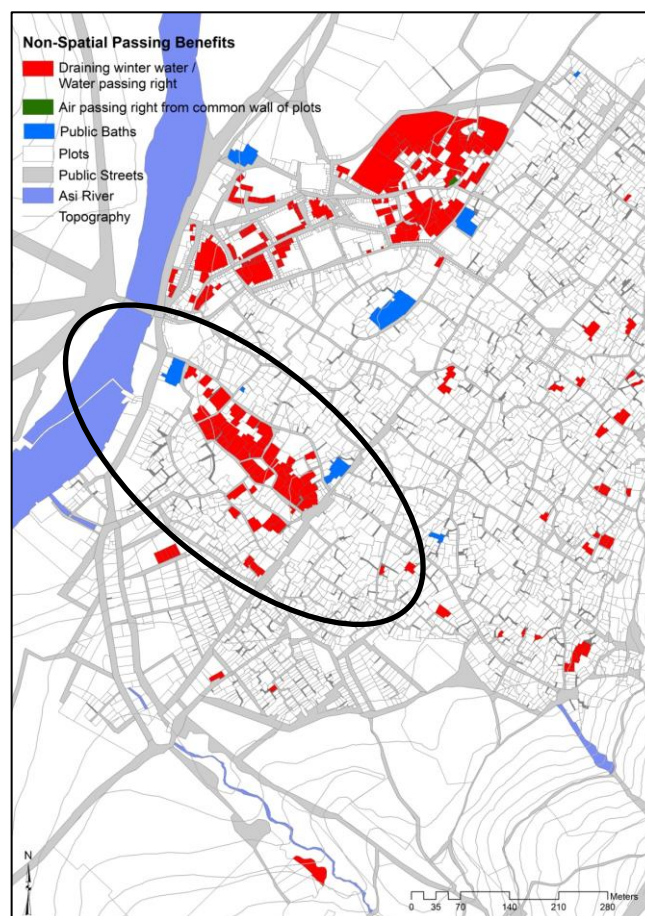 Non-Spatial Passing Benefits
Draining winter water /
Water passing right
Air passing right from common wall of plots
Public Baths
Plots
Public Streets
Asi River
Topography
N
Meters
0 35 70 140 210 280